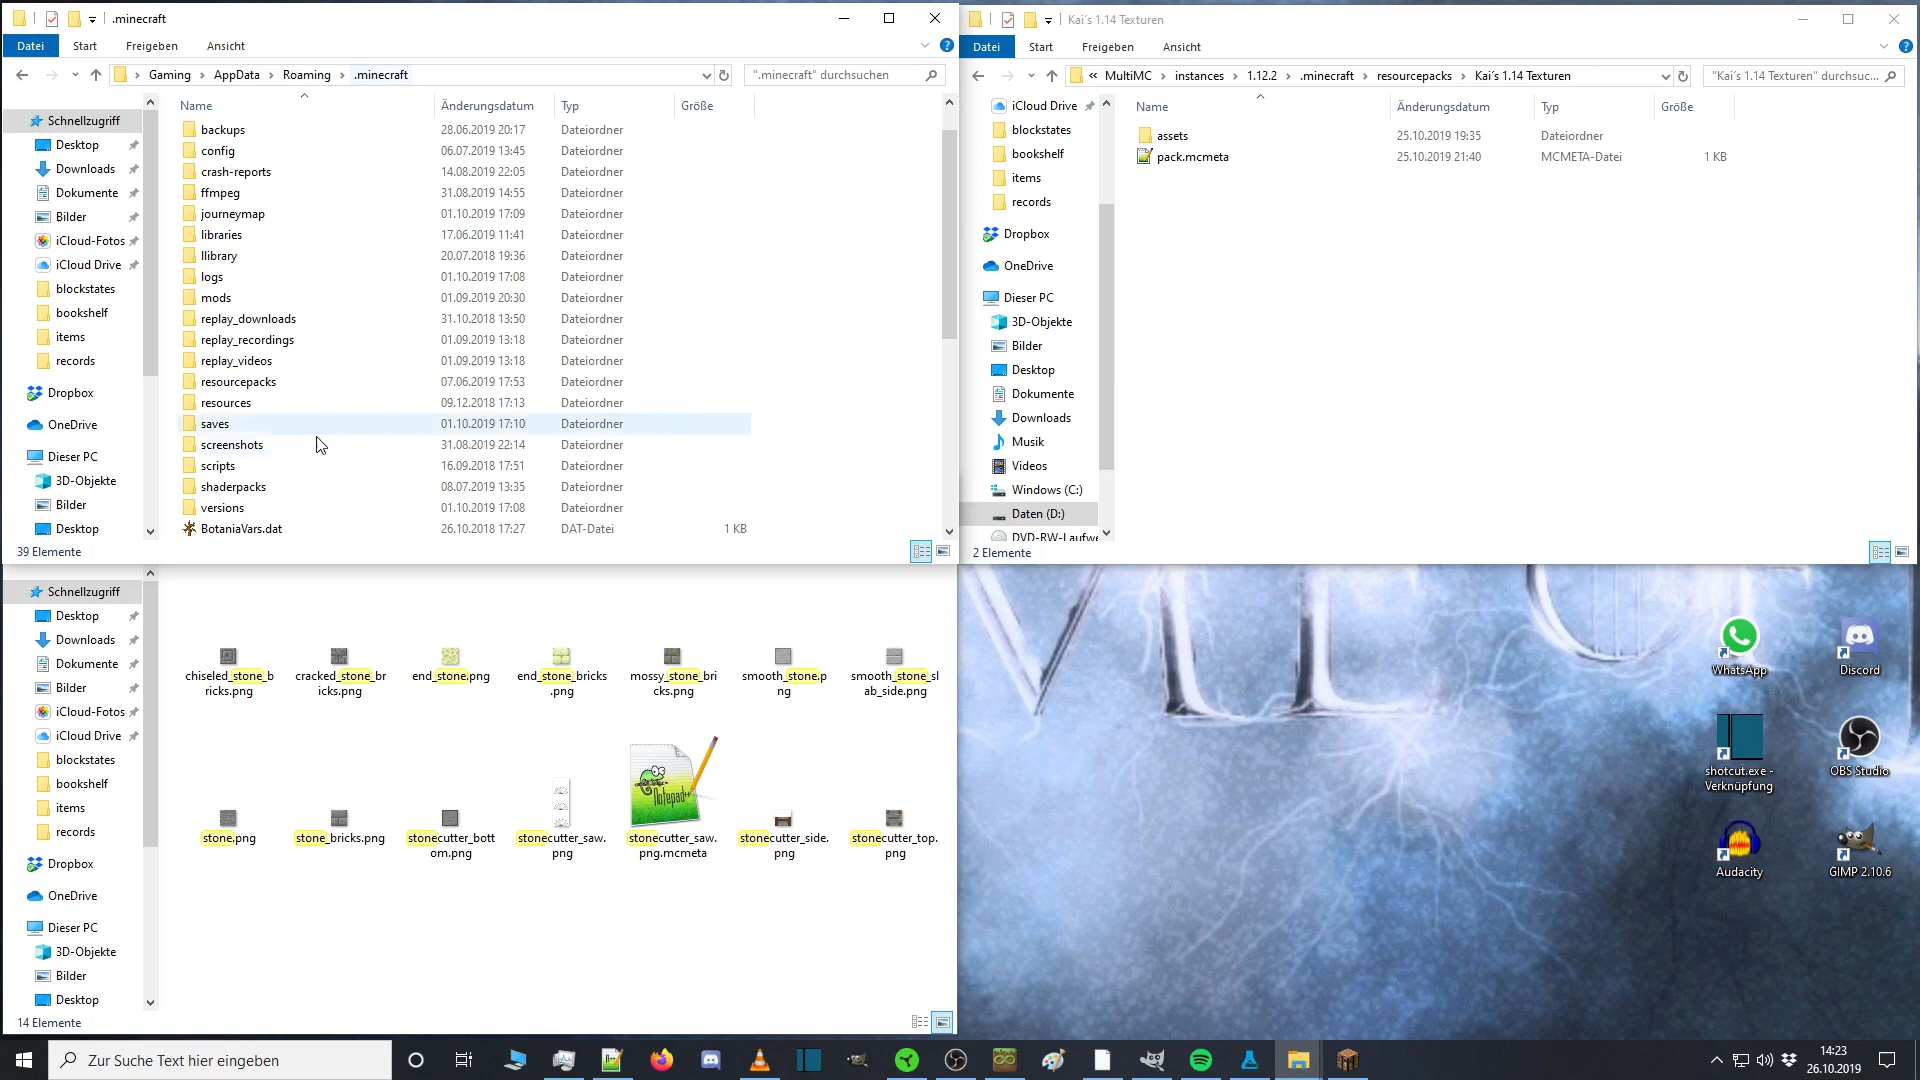 .minecraft
Datei Start Freigeben Ansicht
Gaming AppData Roaming .minecraft
".minecraft" durchsuchen
Schnellzugriff
Desktop
Downloads
Dokumente
Bilder
iCloud-Fotos
iCloud Drive
blockstates
bookshelf
items
records
Dropbox
OneDrive
Dieser PC
3D-Objekte
Bilder
Desktop
Name Änderungsdatum Typ Größe
backups 28.06.2019 20:17 Dateiordner
config 06.07.2019 13:45 Dateiordner
crash-reports 14.08.2019 22:05 Dateiordner
ffmpeg 31.08.2019 14:55 Dateiordner
journeymap 01.10.2019 17:09 Dateiordner
libraries 17.06.2019 11:41 Dateiordner
llibrary 20.07.2018 19:36 Dateiordner
logs 01.10.2019 17:08 Dateiordner
mods 01.09.2019 20:30 Dateiordner
replay_downloads 31.10.2018 13:50 Dateiordner
replay_recordings 01.09.2019 13:18 Dateiordner
replay_videos 01.09.2019 13:18 Dateiordner
resourcepacks 07.06.2019 17:53 Dateiordner
resources 09.12.2018 17:13 Dateiordner
saves 01.10.2019 17:10 Dateiordner
screenshots 31.08.2019 22:14 Dateiordner
scripts 16.09.2018 17:51 Dateiordner
shaderpacks 08.07.2019 13:35 Dateiordner
versions 01.10.2019 17:08 Dateiordner
BotaniaVars.dat 26.10.2018 17:27 DAT-Datei 1 KB
39 Elemente
Kai´s 1.14 Texturen
Datei Start Freigeben Ansicht
« MultiMC instances 1.12.2 .minecraft resourcepacks Kai´s 1.14 Texturen
"Kai´s 1.14 Texturen" durchsuc...
iCloud Drive
blockstates
bookshelf
items
records
Dropbox
OneDrive
Dieser PC
3D-Objekte
Bilder
Desktop
Dokumente
Downloads
Musik
Videos
Windows (C:)
Daten (D:)
DVD-RW-Laufwe
Name Änderungsdatum Typ Größe
assets 25.10.2019 19:35 Dateiordner
pack.mcmeta 25.10.2019 21:40 MCMETA-Datei 1 KB
2 Elemente
Schnellzugriff
Desktop
Downloads
Dokumente
Bilder
iCloud-Fotos
iCloud Drive
blockstates
bookshelf
items
records
Dropbox
OneDrive
Dieser PC
3D-Objekte
Bilder
Desktop
chiseled_stone_b
ricks.png
cracked_stone_br
icks.png
end_stone.png
end_stone_bricks
.png
mossy_stone_bri
cks.png
smooth_stone.p
ng
smooth_stone_sl
ab_side.png
Notepad++
stone.png
stone_bricks.png
stonecutter_bott
om.png
stonecutter_saw.
png
stonecutter_saw.
png.mcmeta
stonecutter_side.
png
stonecutter_top.
png
14 Elemente
WhatsApp
Discord
shotcut.exe -
Verknüpfung
OBS Studio
Audacity
GIMP 2.10.6
Zur Suche Text hier eingeben
14:23
26.10.2019